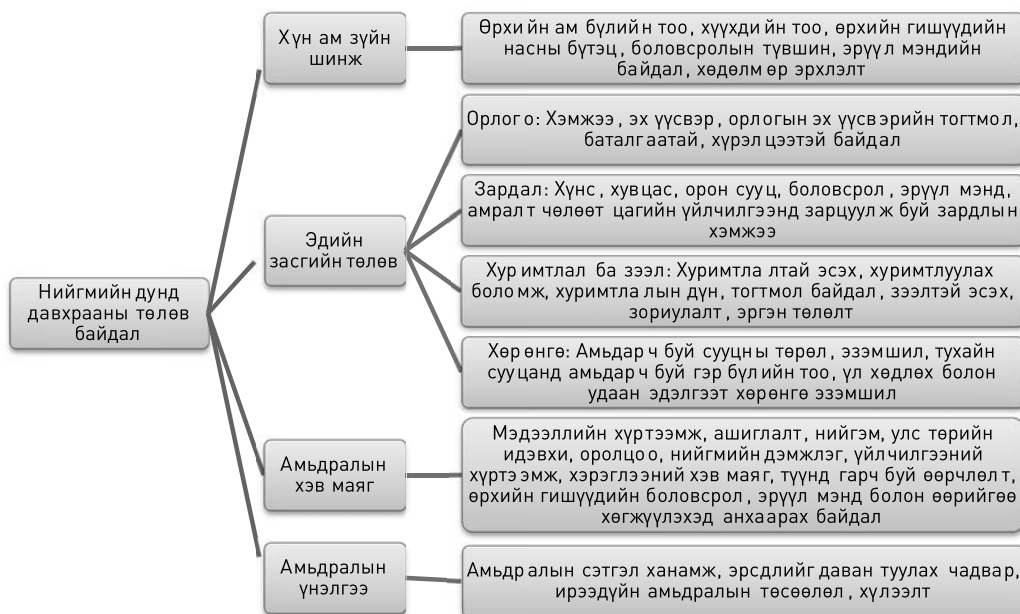 Нийгмийн дунд
давхрааны төлөв
байдал
Хүн ам зүйн
шинж
Өрхийн ам бүлийн тоо, хүүхдийн тоо, өрхийн гишүүдийн
насны бүтэц, боловсролын түвшин, эрүүл мэндийн
байдал, хөдөлмөр эрхлэлт
Эдийн
засгийн төлөв
Орлого: Хэмжээ, эх үүсвэр, орлогын эх үүсвэрийн тогтмол,
баталгаатай, хүрэлцээтэй байдал
Зардал: Хүнс, хувцас, орон сууц, боловсрол, эрүүл мэнд,
амралт чөлөөт цагийн үйлчилгээнд зарцуулж буй зардлын
хэмжээ
Хуримтлал ба зээл: Хуримтлалтай эсэх, хуримтлуулах
боломж, хуримтлалын дүн, тогтмол байдал, зээлтэй эсэх,
зориулалт, эргэн төлөлт
Хөрөнгө: Амьдарч буй сууцны төрөл, эзэмшил, тухайн
сууцанд амьдарч буй гэр бүлийн тоо, үл хөдлөх болон
удаан эдэлгээт хөрөнгө эзэмшил
Амьдралын
хэв маяг
Мэдээллийн хүртээмж, ашиглалт, нийгэм, улс төрийн
идэвхи, оролцоо, нийгмийн дэмжлэг, үйлчилгээний
хүртээмж, хэрэглээний хэв маяг, түүнд гарч буй өөрчлөлт,
өрхийн гишүүдийн боловсрол, эрүүл мэнд болон өөрийгөө
хөгжүүлэхэд анхаарах байдал
Амьдралын
үнэлгээ
Амьдралын сэтгэл ханамж, эрсдлийг даван туулах чадвар,
ирээдүйн амьдралын төсөөлөл, хүлээлт